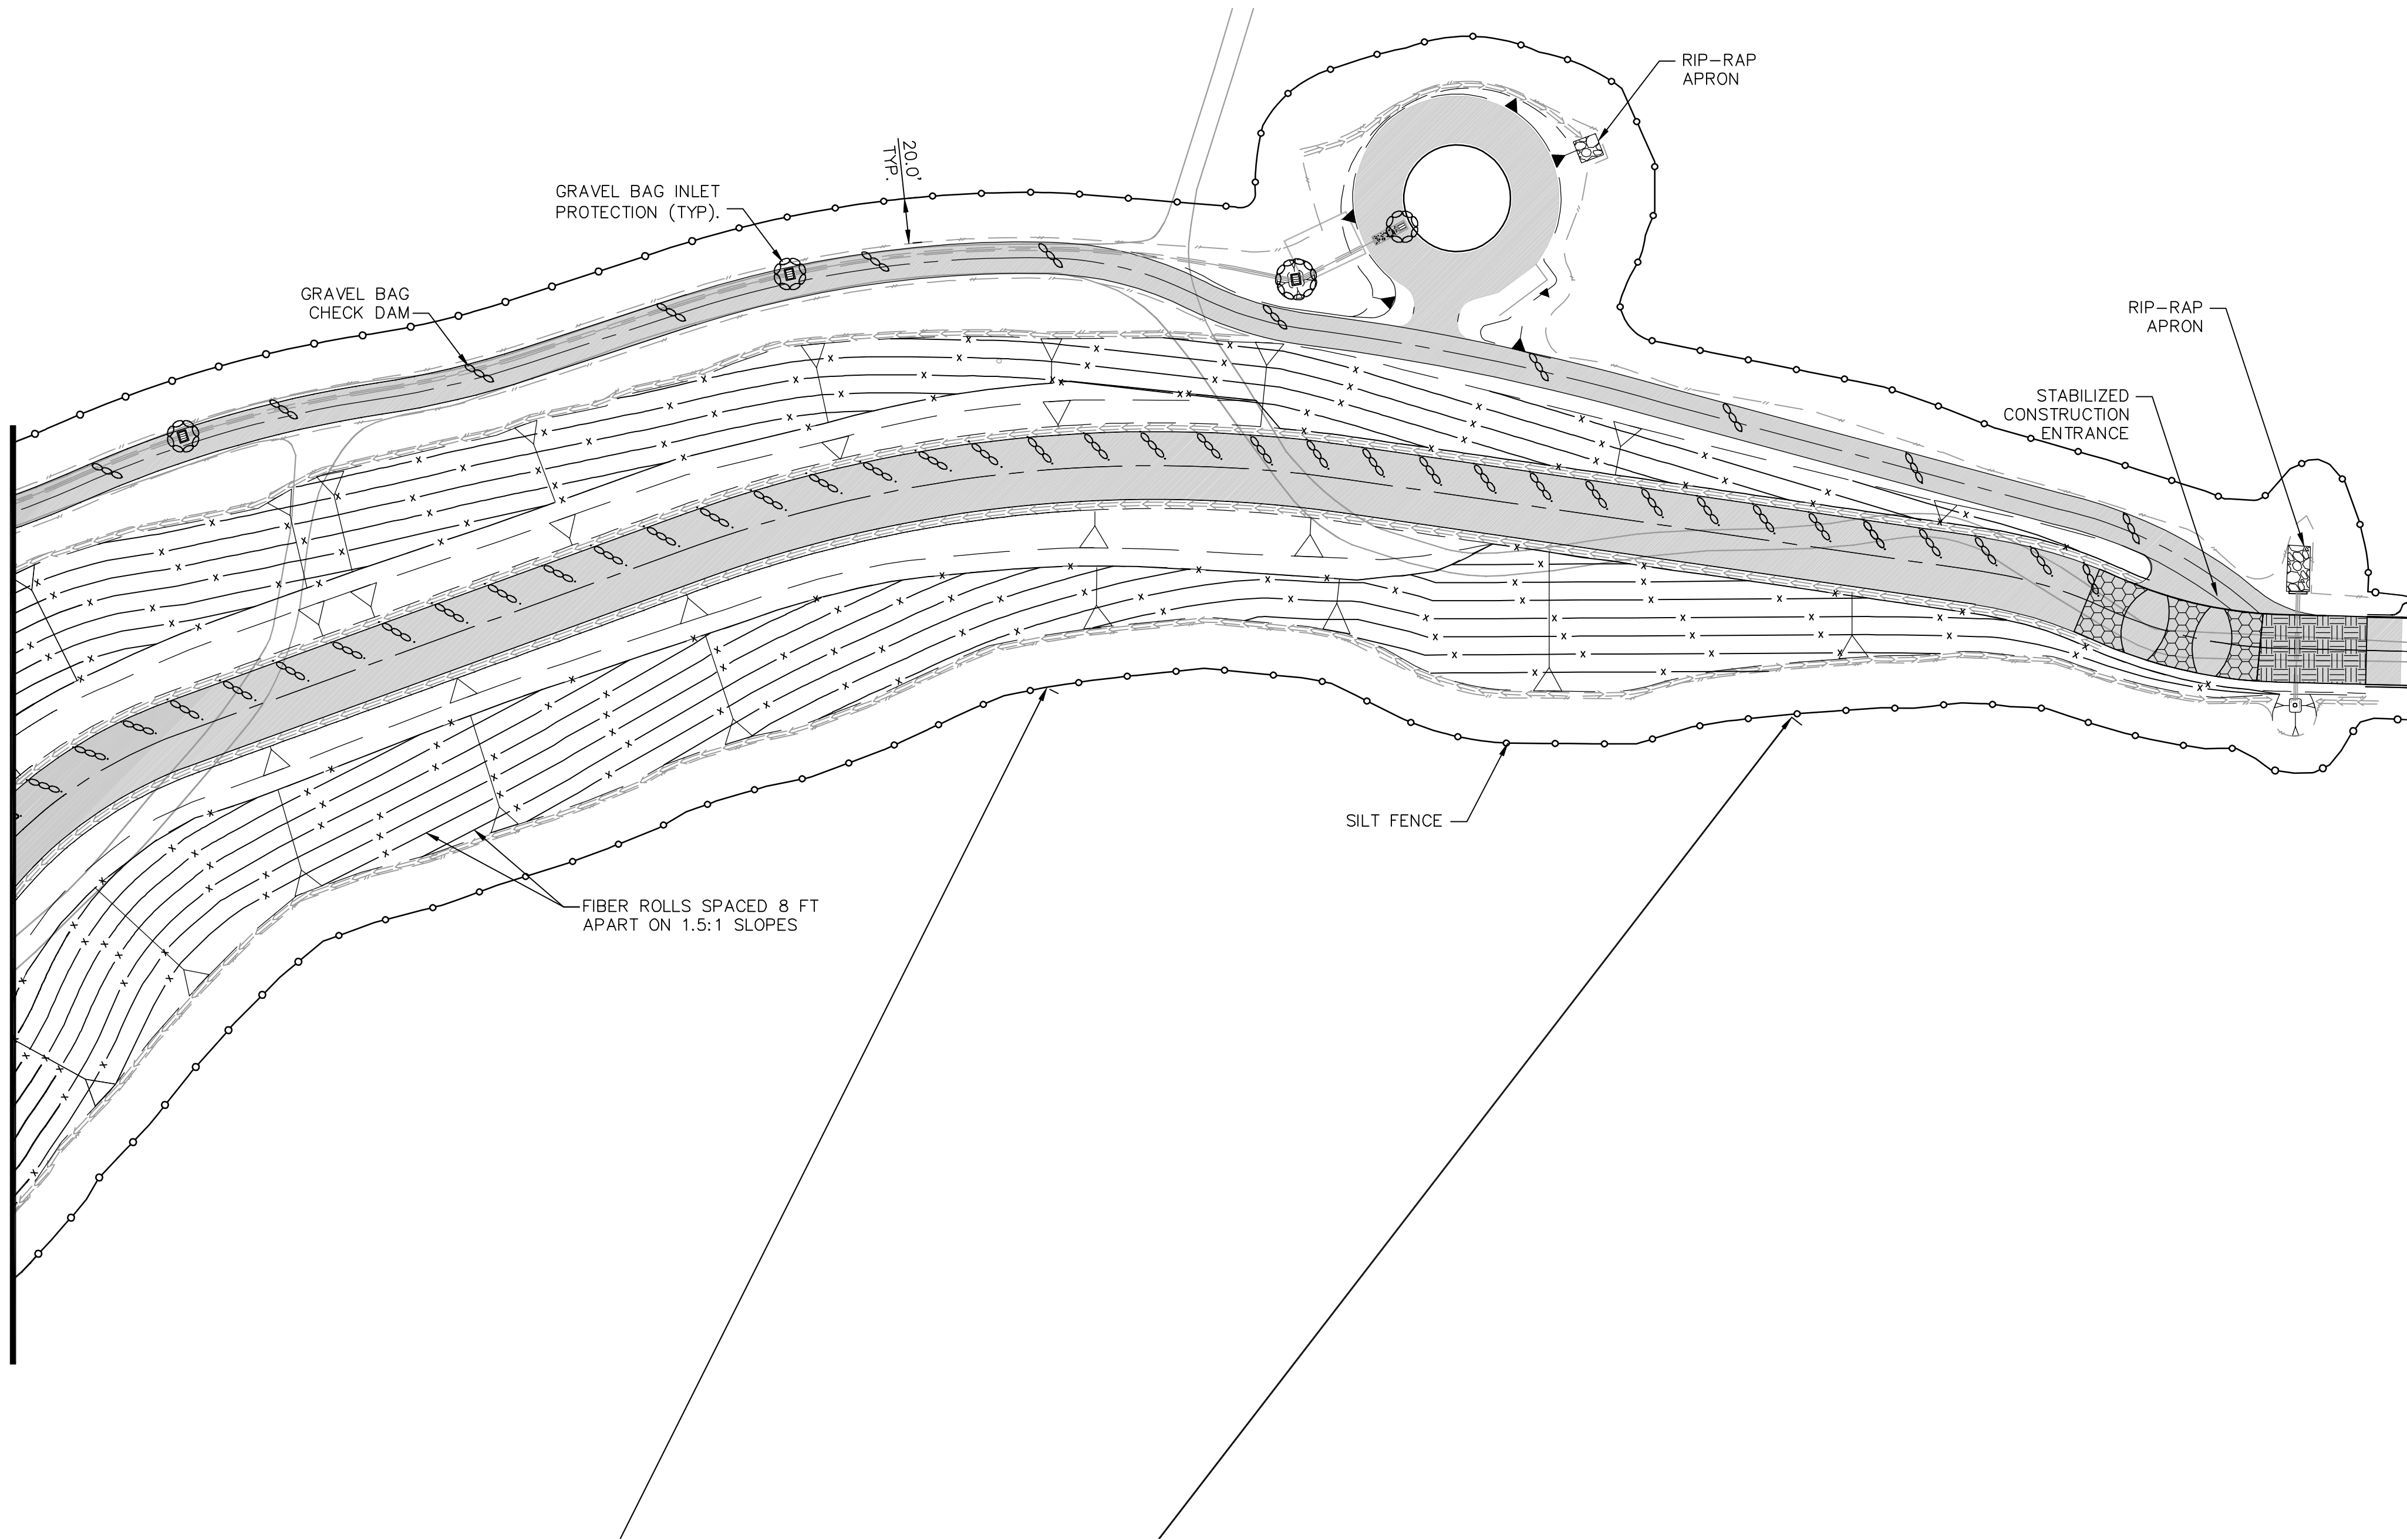 RIP-RAP
APRON
20.0'
TYP.
GRAVEL BAG INLET
PROTECTION (TYP).
GRAVEL BAG
CHECK DAM
RIP-RAP
APRON
STABILIZED
CONSTRUCTION
ENTRANCE
SILT FENCE
FIBER ROLLS SPACED 8 FT
APART ON 1.5:1 SLOPES